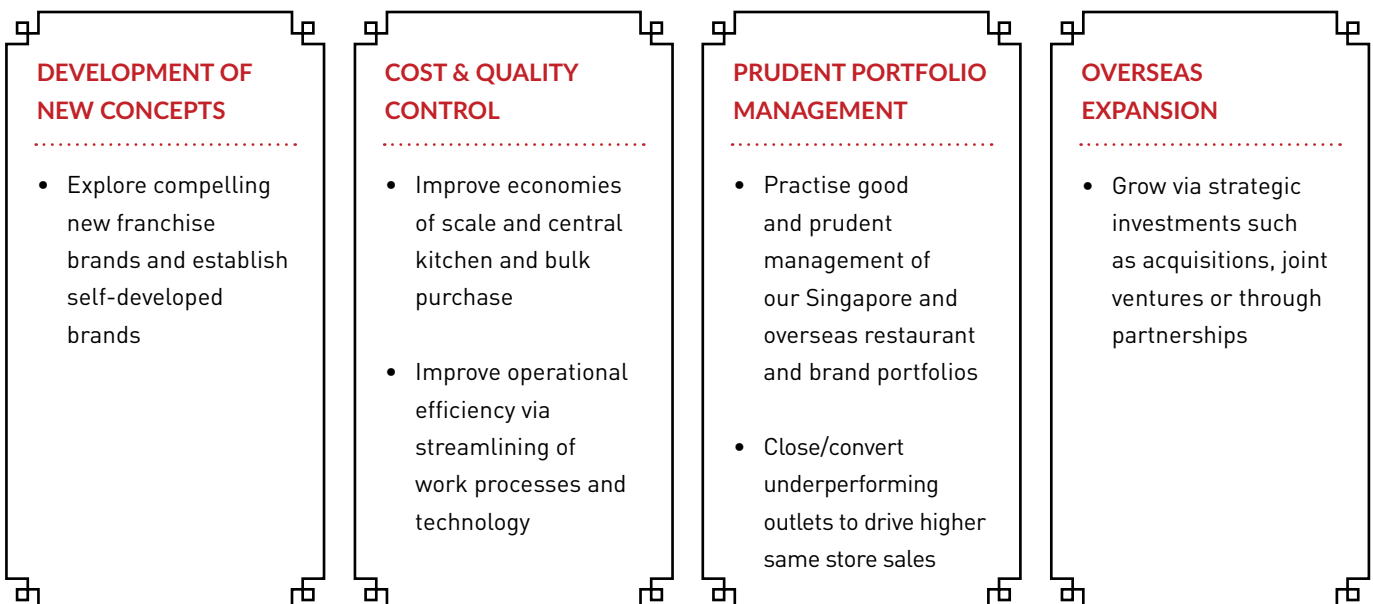 DEVELOPMENT OF
NEW CONCEPTS
• Explore compelling
new franchise
brands and establish
self-developed
brands
COST & QUALITY
CONTROL
• Improve economies
of scale and central
kitchen and bulk
purchase
• Improve operational
efficiency via
streamlining of
work processes and
technology
PRUDENT PORTFOLIO
MANAGEMENT
• Practise good
and prudent
management of
our Singapore and
overseas restaurant
and brand portfolios
• Close/convert
underperforming
outlets to drive higher
same store sales
OVERSEAS
EXPANSION
• Grow via strategic
investments such
as acquisitions, joint
ventures or through
partnerships